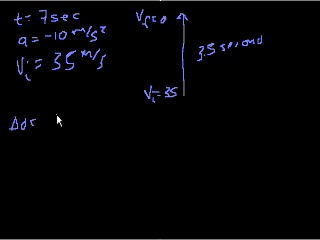 t = 7sec
a = -10 m/s²
Vi = 35 m/s
Vf = 0
3.5 second
Vi = 35
Δd =